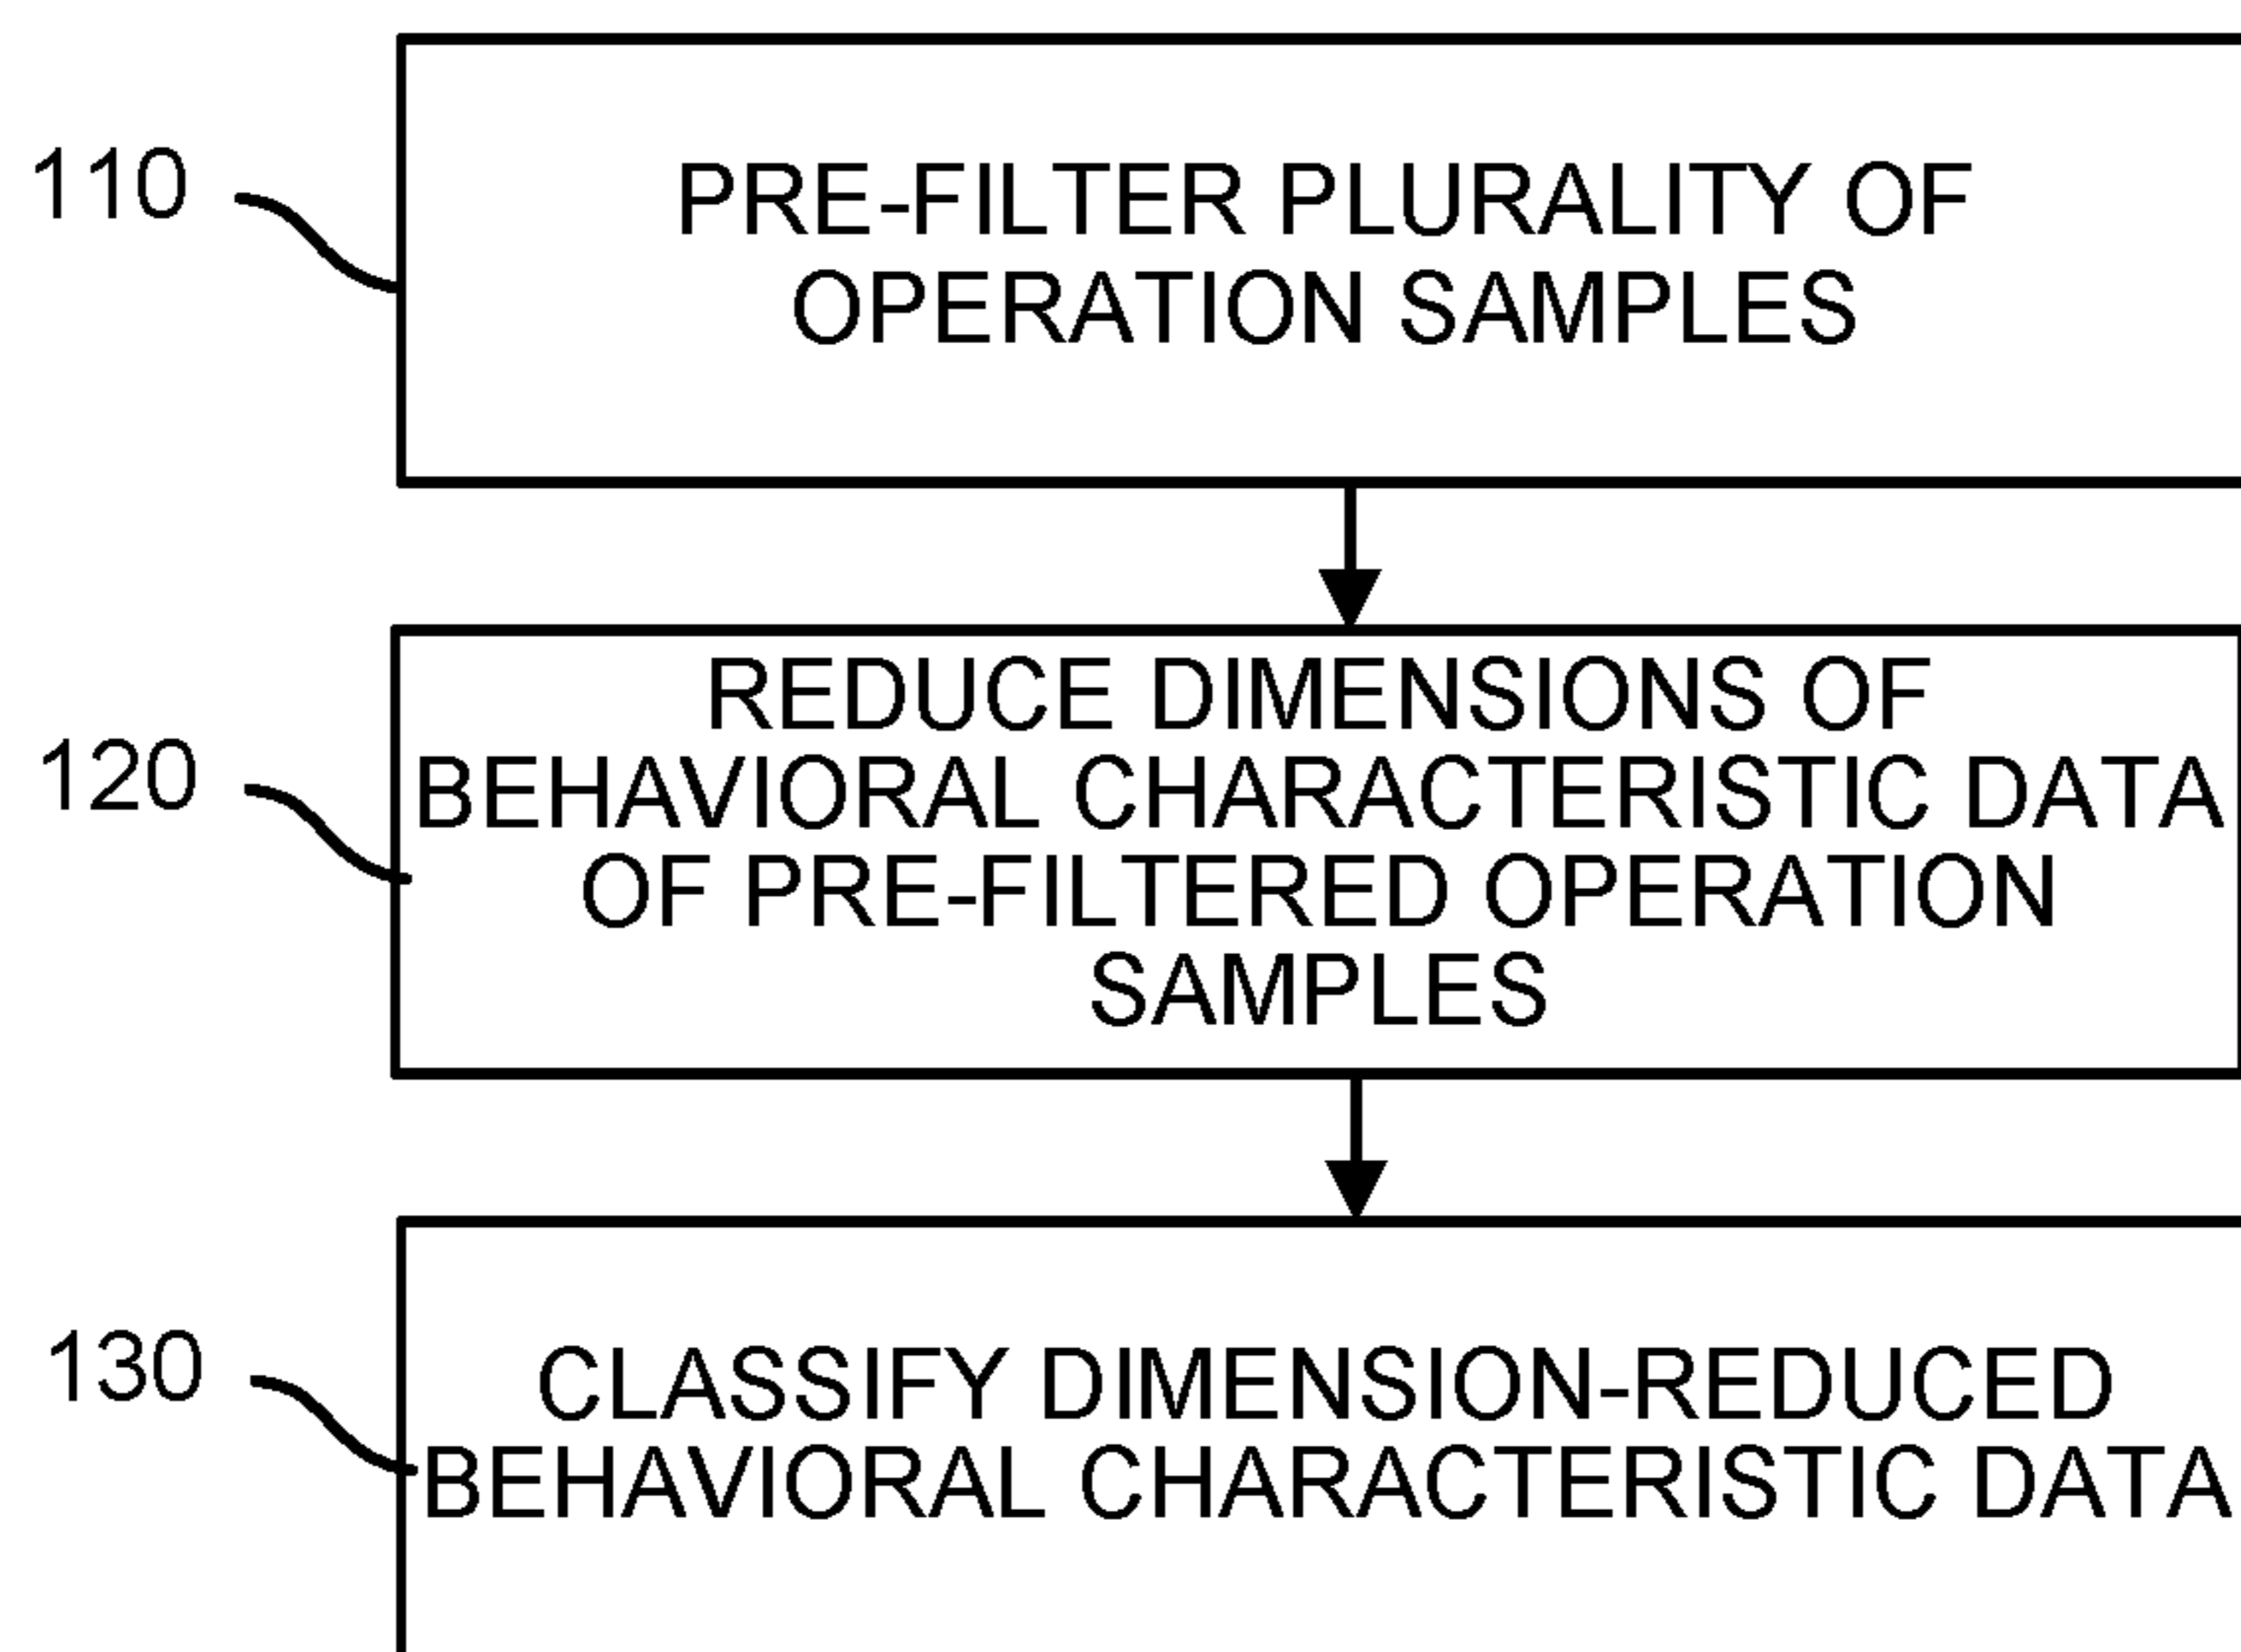 110
PRE-FILTER PLURALITY OF
OPERATION SAMPLES
120
REDUCE DIMENSIONS OF
BEHAVIORAL CHARACTERISTIC DATA
OF PRE-FILTERED OPERATION
SAMPLES
130
CLASSIFY DIMENSION-REDUCED
BEHAVIORAL CHARACTERISTIC DATA